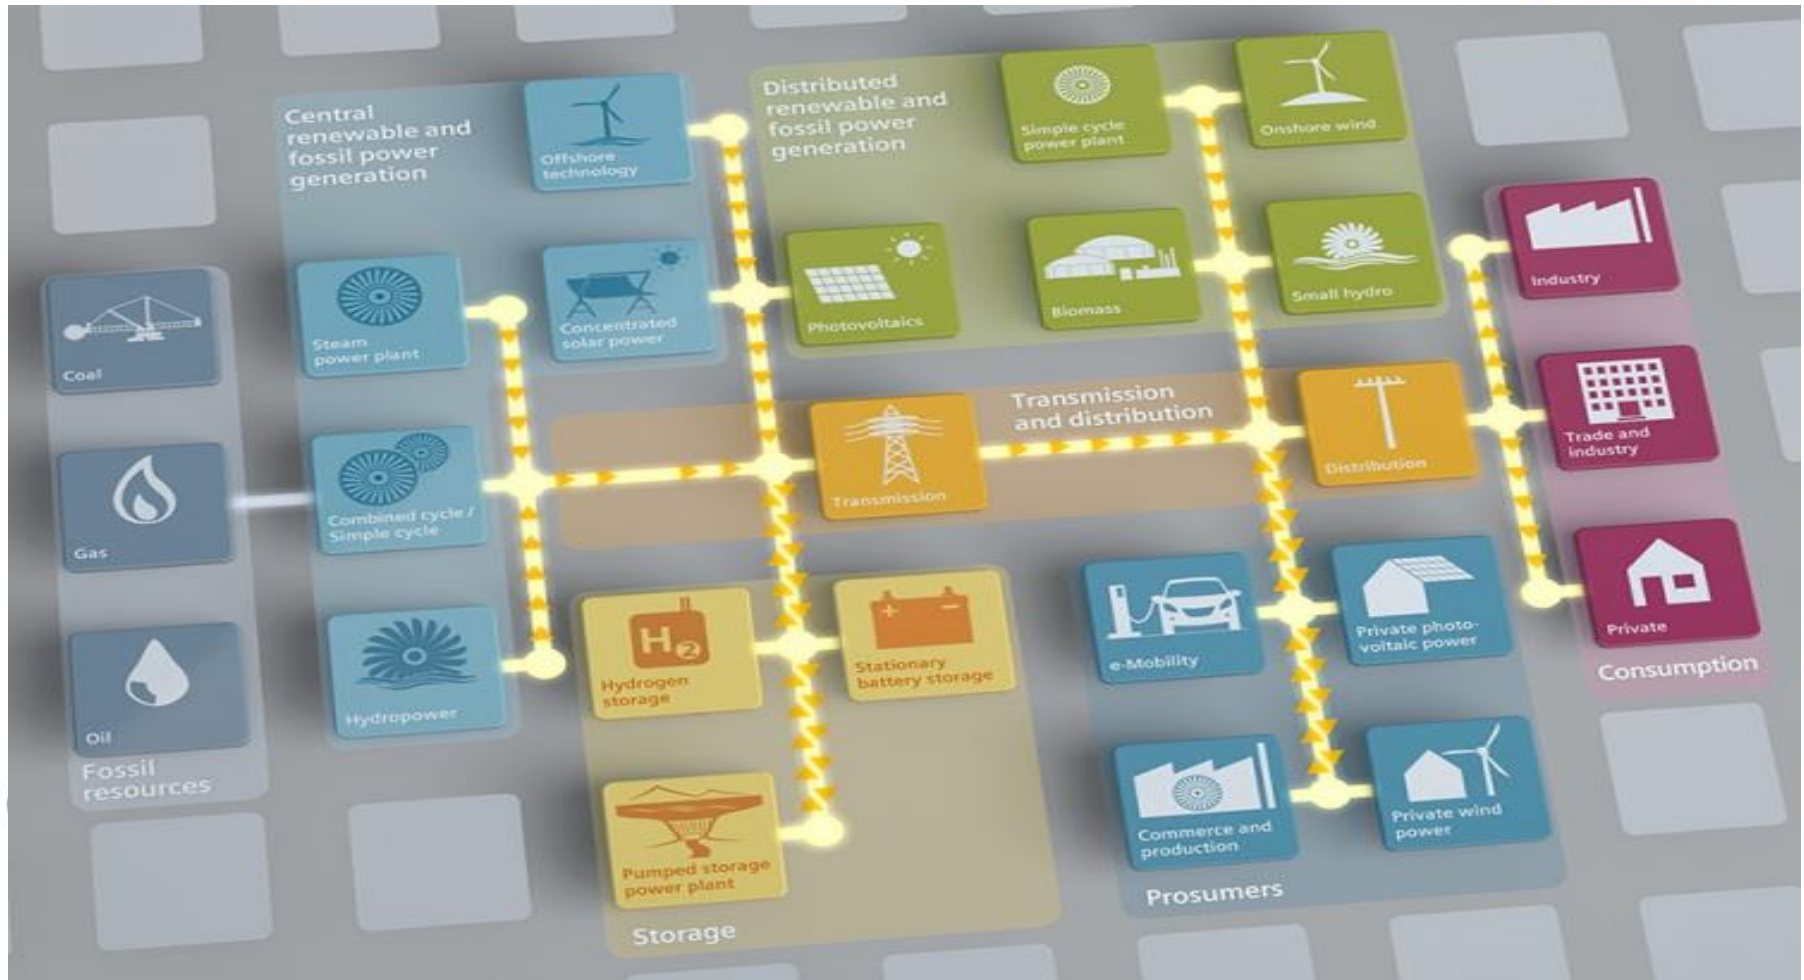 Central
renewable and
fossil power
generation
Offshore
technology
Steam
power plant
Concentrated
solar power
Combined cycle /
Simple cycle
Hydropower
Distributed
renewable and
fossil power
generation
Simple cycle
power plant
Onshore wind
Photovoltaics
Biomass
Small hydro
Coal
Gas
Oil
Fossil
resources
Transmission
and distribution
Transmission
Distribution
Industry
Trade and
industry
Private
Consumption
H2
Hydrogen
storage
+ −
Stationary
battery storage
Pumped storage
power plant
Storage
e-Mobility
Private photo-
voltaic power
Commerce and
production
Private wind
power
Prosumers